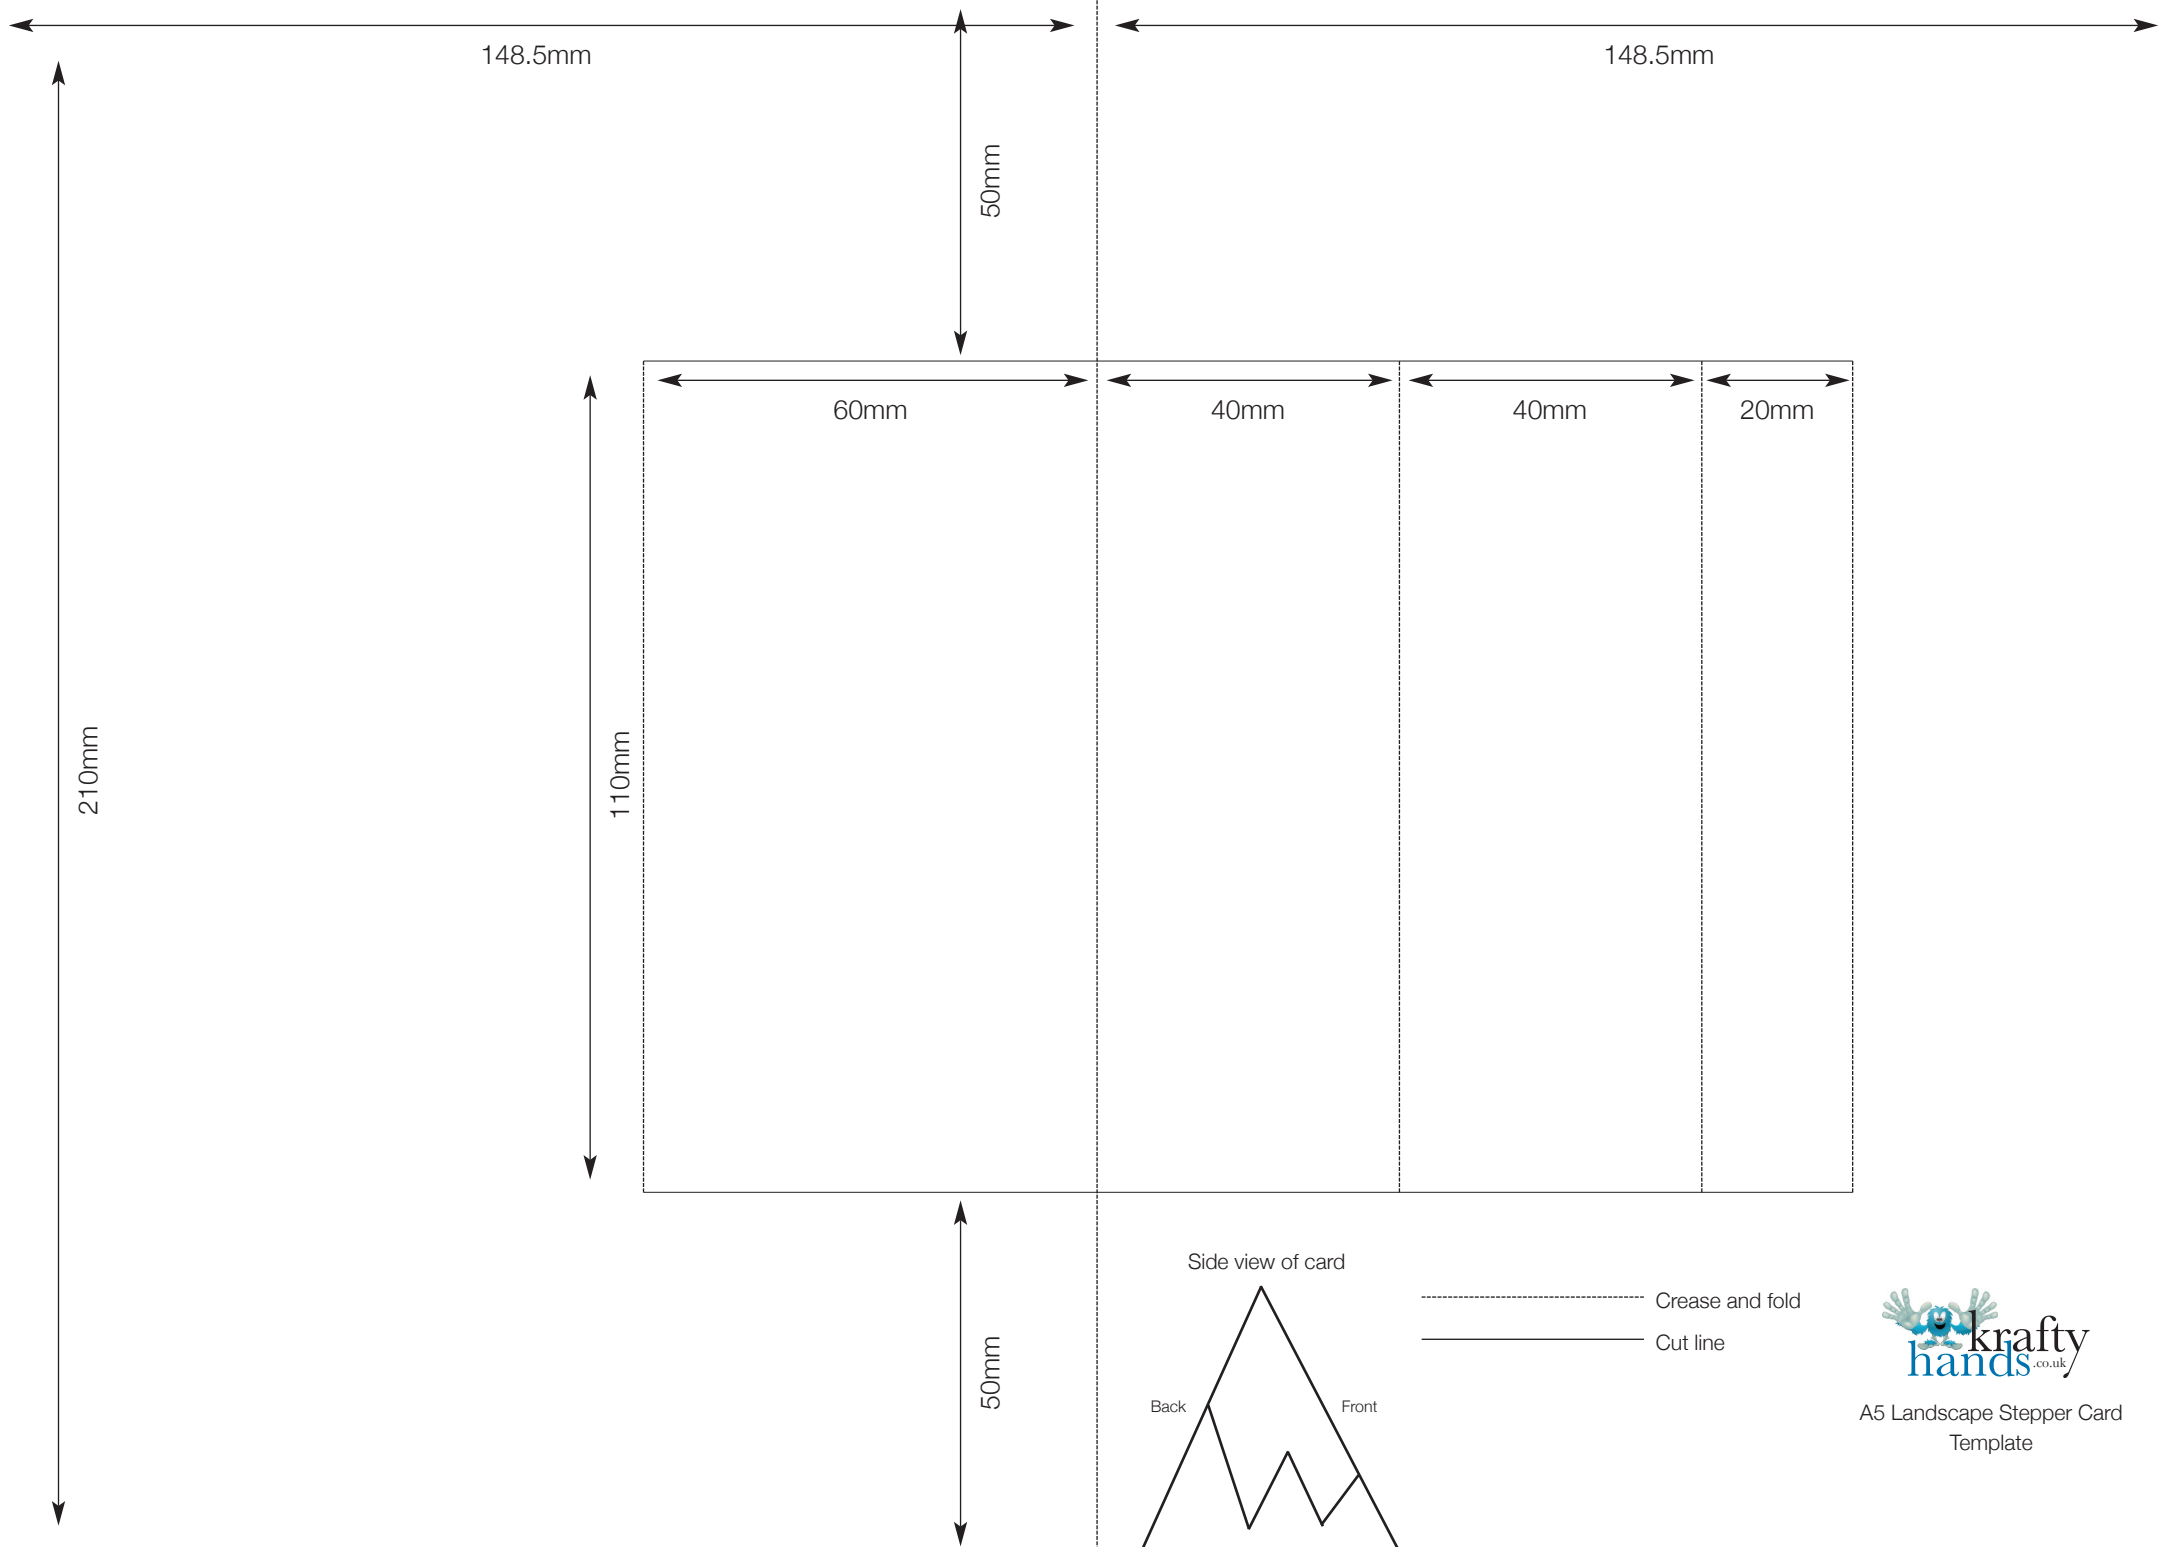 148.5mm
148.5mm
50mm
60mm
40mm
40mm
20mm
210mm
110mm
50mm
Side view of card
Back
Front
Crease and fold
Cut line
krafty
hands.co.uk
A5 Landscape Stepper Card
Template